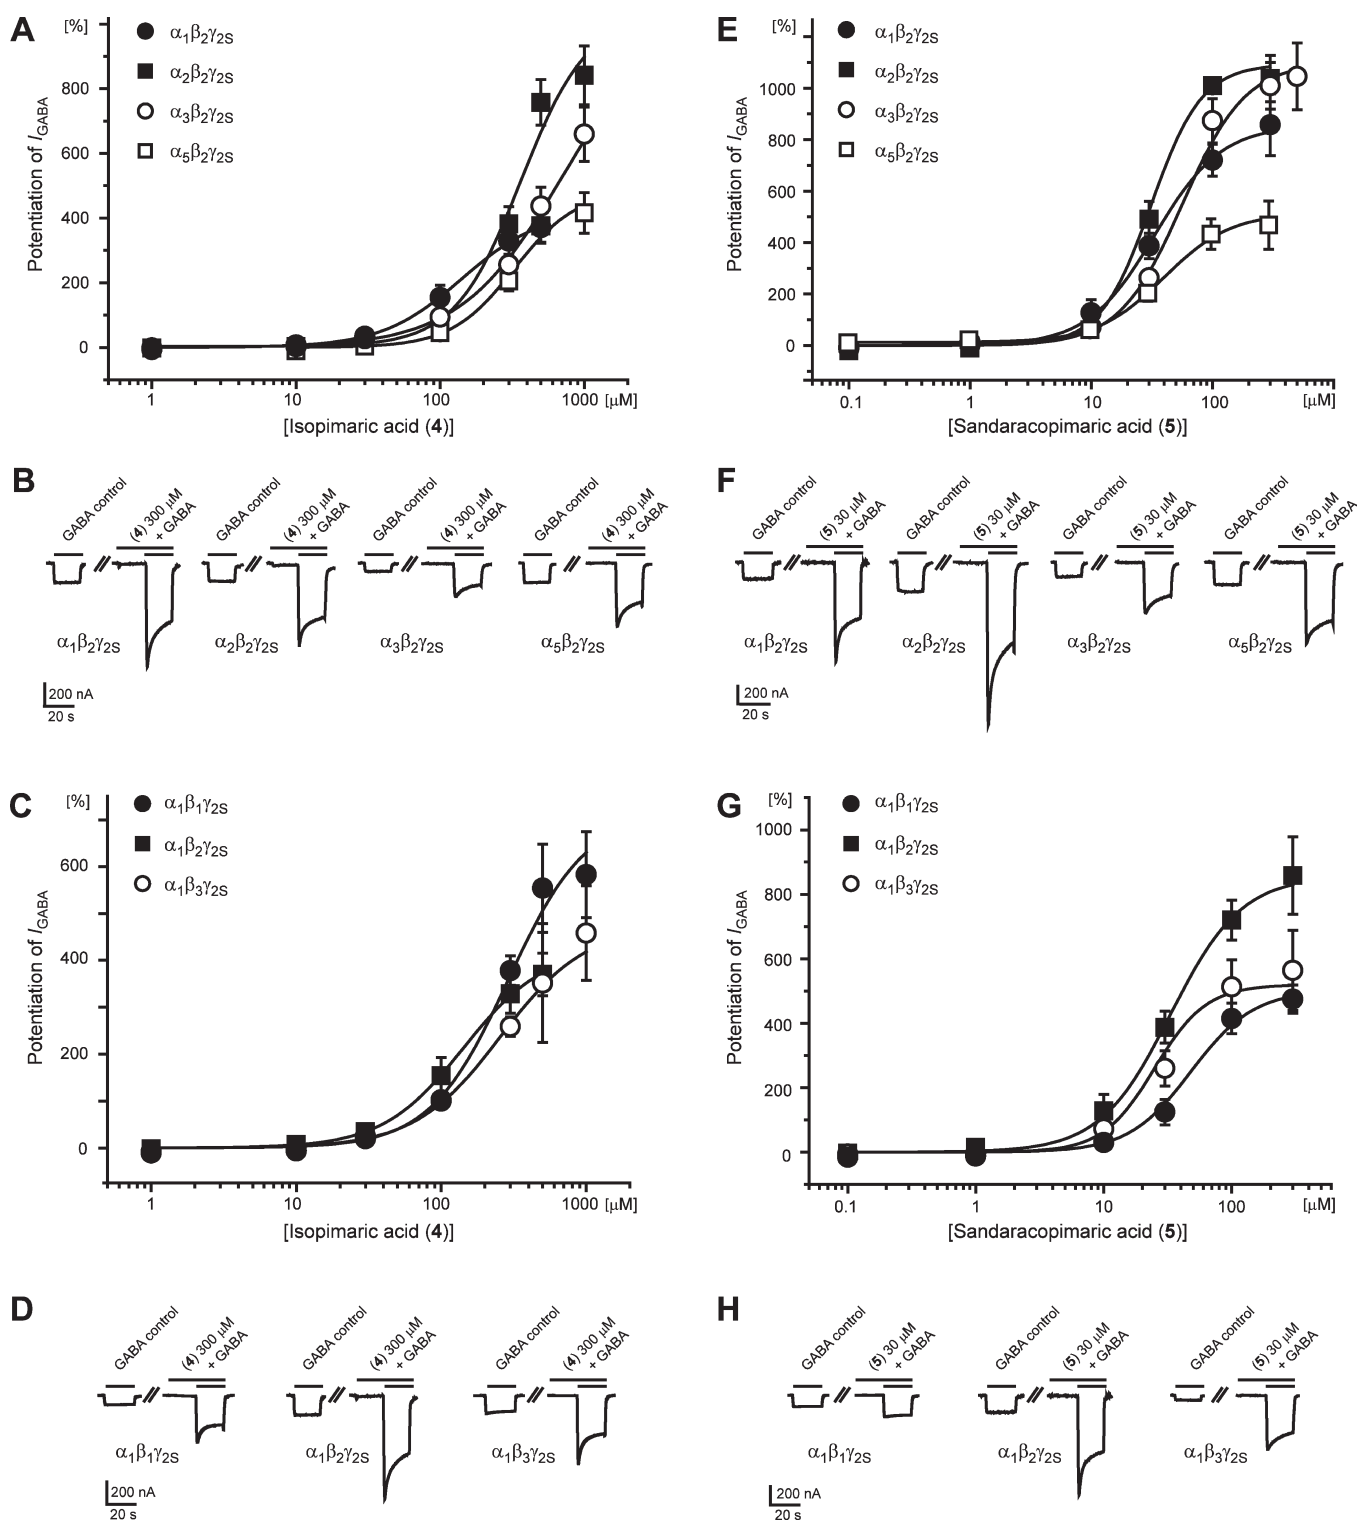 A
[%]
α1β2γ2S
α2β2γ2S
α3β2γ2S
α5β2γ2S
Potentiation of IGABA
800
600
400
200
0
1 10 100 1000 [μM]
[Isopimaric acid (4)]
E
[%]
α1β2γ2S
α2β2γ2S
α3β2γ2S
α5β2γ2S
Potentiation of IGABA
1000
800
600
400
200
0
0.1 1 10 100 [μM]
[Sandaracopimaric acid (5)]
B
GABA control
(4) 300 μM
+ GABA
GABA control
(4) 300 μM
+ GABA
GABA control
(4) 300 μM
+ GABA
GABA control
(4) 300 μM
+ GABA
α1β2γ2S α2β2γ2S α3β2γ2S α5β2γ2S
200 nA
20 s
F
GABA control
(5) 30 μM
+ GABA
GABA control
(5) 30 μM
+ GABA
GABA control
(5) 30 μM
+ GABA
GABA control
(5) 30 μM
+ GABA
α1β2γ2S α2β2γ2S α3β2γ2S α5β2γ2S
200 nA
20 s
C
[%]
α1β1γ2S
α1β2γ2S
α1β3γ2S
Potentiation of IGABA
600
400
200
0
1 10 100 1000 [μM]
[Isopimaric acid (4)]
G
[%]
α1β1γ2S
α1β2γ2S
α1β3γ2S
Potentiation of IGABA
1000
800
600
400
200
0
0.1 1 10 100 [μM]
[Sandaracopimaric acid (5)]
D
GABA control
(4) 300 μM
+ GABA
GABA control
(4) 300 μM
+ GABA
GABA control
(4) 300 μM
+ GABA
α1β1γ2S α1β2γ2S α1β3γ2S
200 nA
20 s
H
GABA control
(5) 30 μM
+ GABA
GABA control
(5) 30 μM
+ GABA
GABA control
(5) 30 μM
+ GABA
α1β1γ2S α1β2γ2S α1β3γ2S
200 nA
20 s